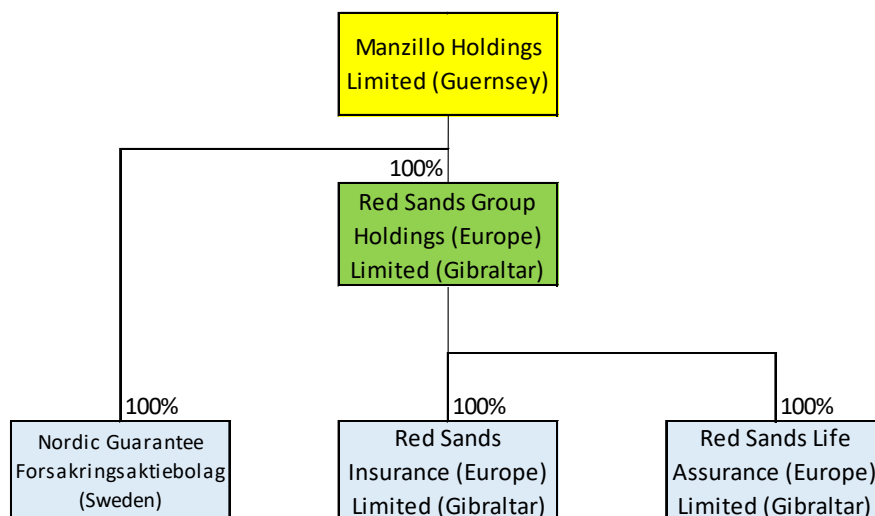 Manzillo Holdings
Limited (Guernsey)
100%
Red Sands Group
Holdings (Europe)
Limited (Gibraltar)
100%
100%
100%
Nordic Guarantee
Forsakringsaktiebolag
(Sweden)
Red Sands
Insurance (Europe)
Limited (Gibraltar)
Red Sands Life
Assurance (Europe)
Limited (Gibraltar)